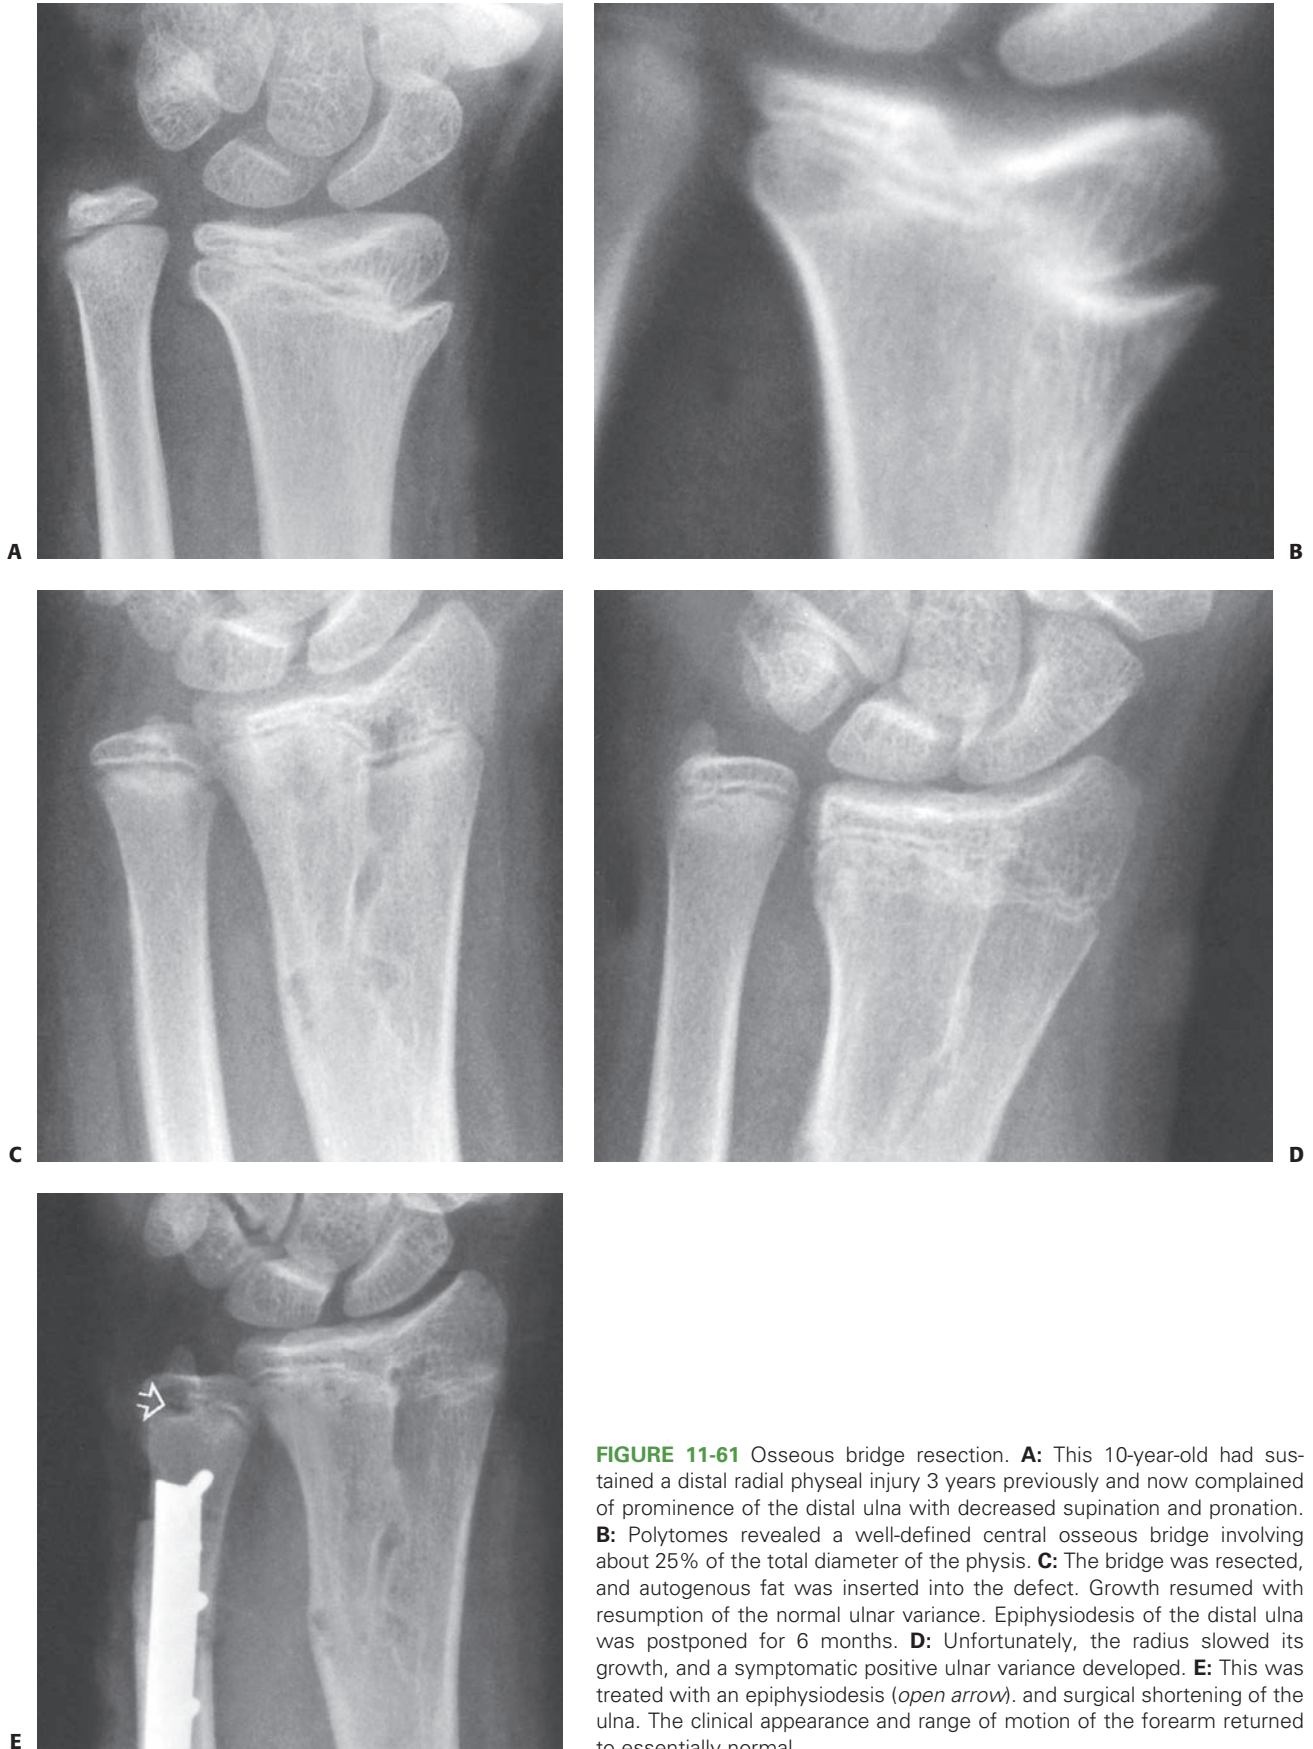 A
B
C
D
E
FIGURE 11-61 Osseous bridge resection. A: This 10-year-old had sus-
tained a distal radial physeal injury 3 years previously and now complained
of prominence of the distal ulna with decreased supination and pronation.
B: Polytomes revealed a well-defined central osseous bridge involving
about 25% of the total diameter of the physis. C: The bridge was resected,
and autogenous fat was inserted into the defect. Growth resumed with
resumption of the normal ulnar variance. Epiphysiodesis of the distal ulna
was postponed for 6 months. D: Unfortunately, the radius slowed its
growth, and a symptomatic positive ulnar variance developed. E: This was
treated with an epiphysiodesis (open arrow). and surgical shortening of the
ulna. The clinical appearance and range of motion of the forearm returned
to essentially normal.